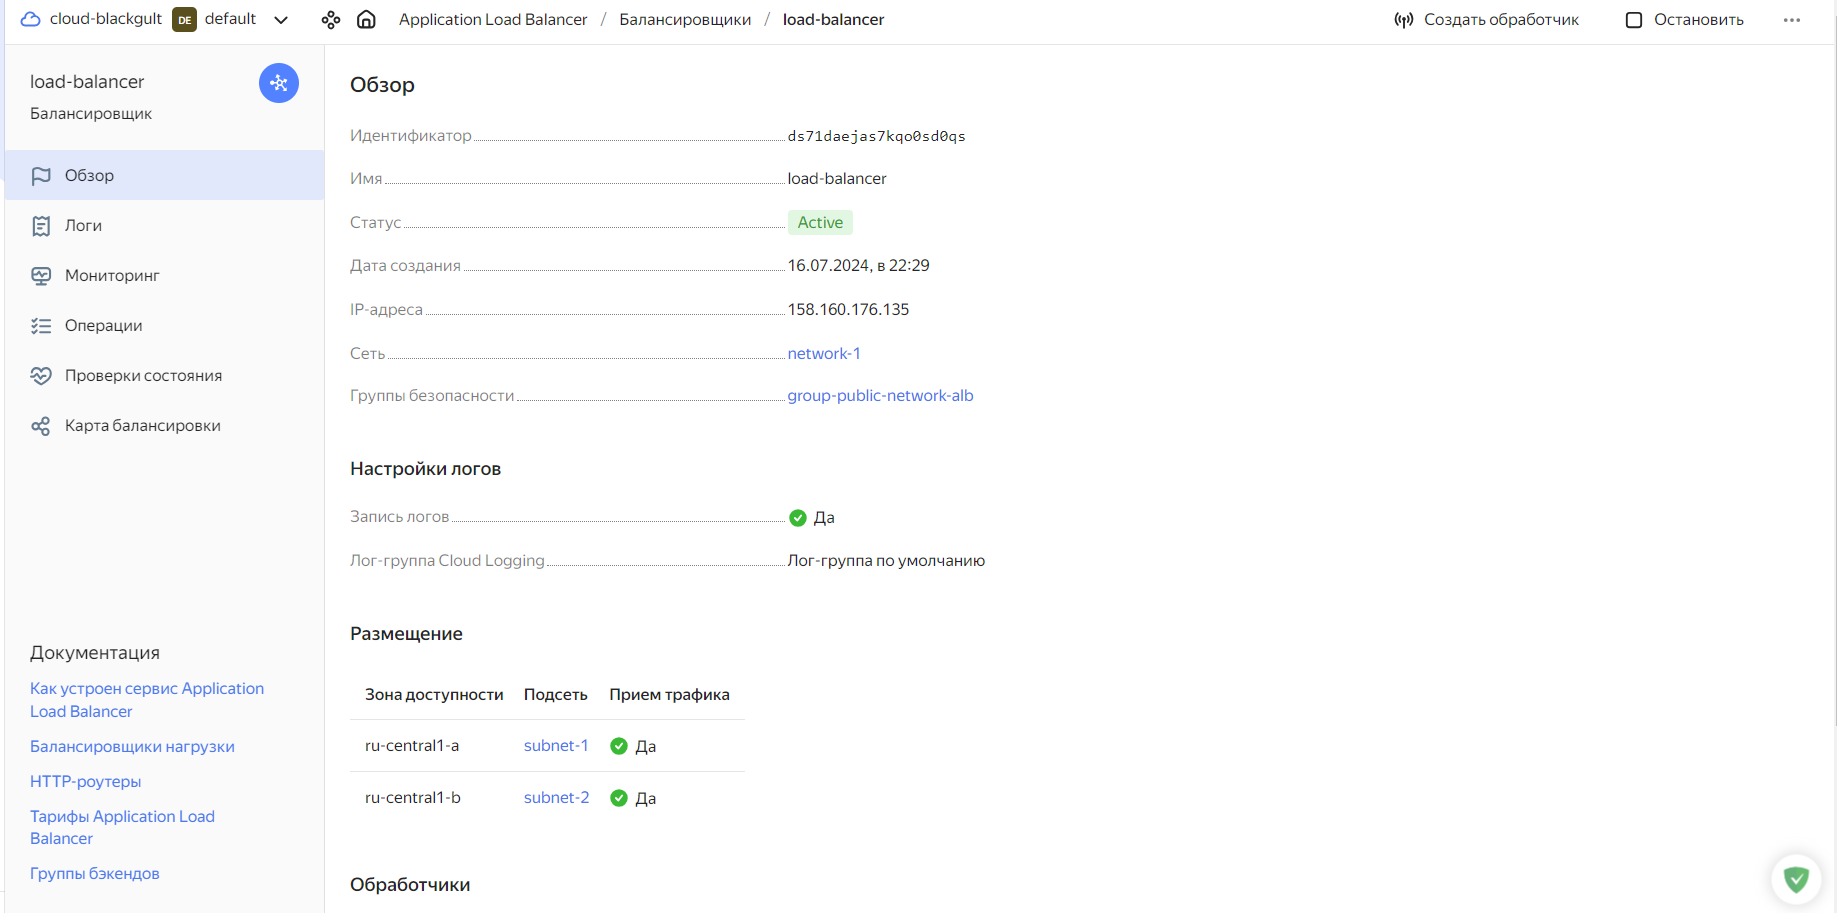 cloud-blackgult DE default
Application Load Balancer / Балансировщики / load-balancer
Создать обработчик
Остановить
load-balancer
Балансировщик
Обзор
Логи
Мониторинг
Операции
Проверки состояния
Карта балансировки
Документация
Как устроен сервис Application
Load Balancer
Балансировщики нагрузки
HTTP-роутеры
Тарифы Application Load
Balancer
Группы бэкендов
Обзор
Идентификатор ds71daejas7kqo0sd0qs
Имя load-balancer
Статус Active
Дата создания 16.07.2024, в 22:29
IP-адреса 158.160.176.135
Сеть network-1
Группы безопасности group-public-network-alb
Настройки логов
Запись логов Да
Лог-группа Cloud Logging Лог-группа по умолчанию
Размещение
Зона доступности Подсеть Прием трафика
ru-central1-a subnet-1 Да
ru-central1-b subnet-2 Да
Обработчики